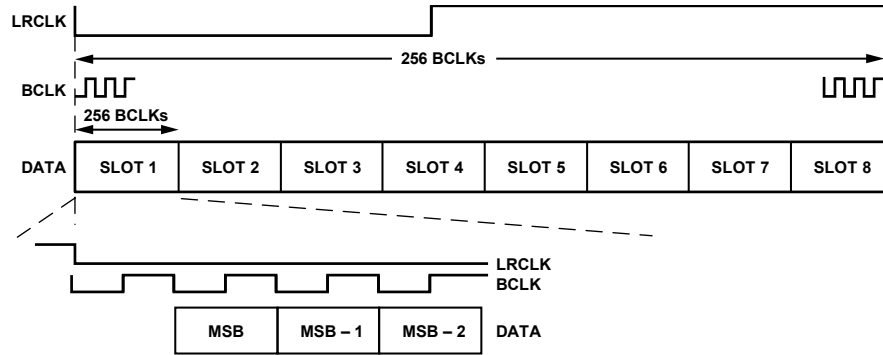 LRCLK
256 BCLKs
BCLK
256 BCLKs
DATA SLOT 1 SLOT 2 SLOT 3 SLOT 4 SLOT 5 SLOT 6 SLOT 7 SLOT 8
LRCLK
BCLK
MSB MSB – 1 MSB – 2 DATA